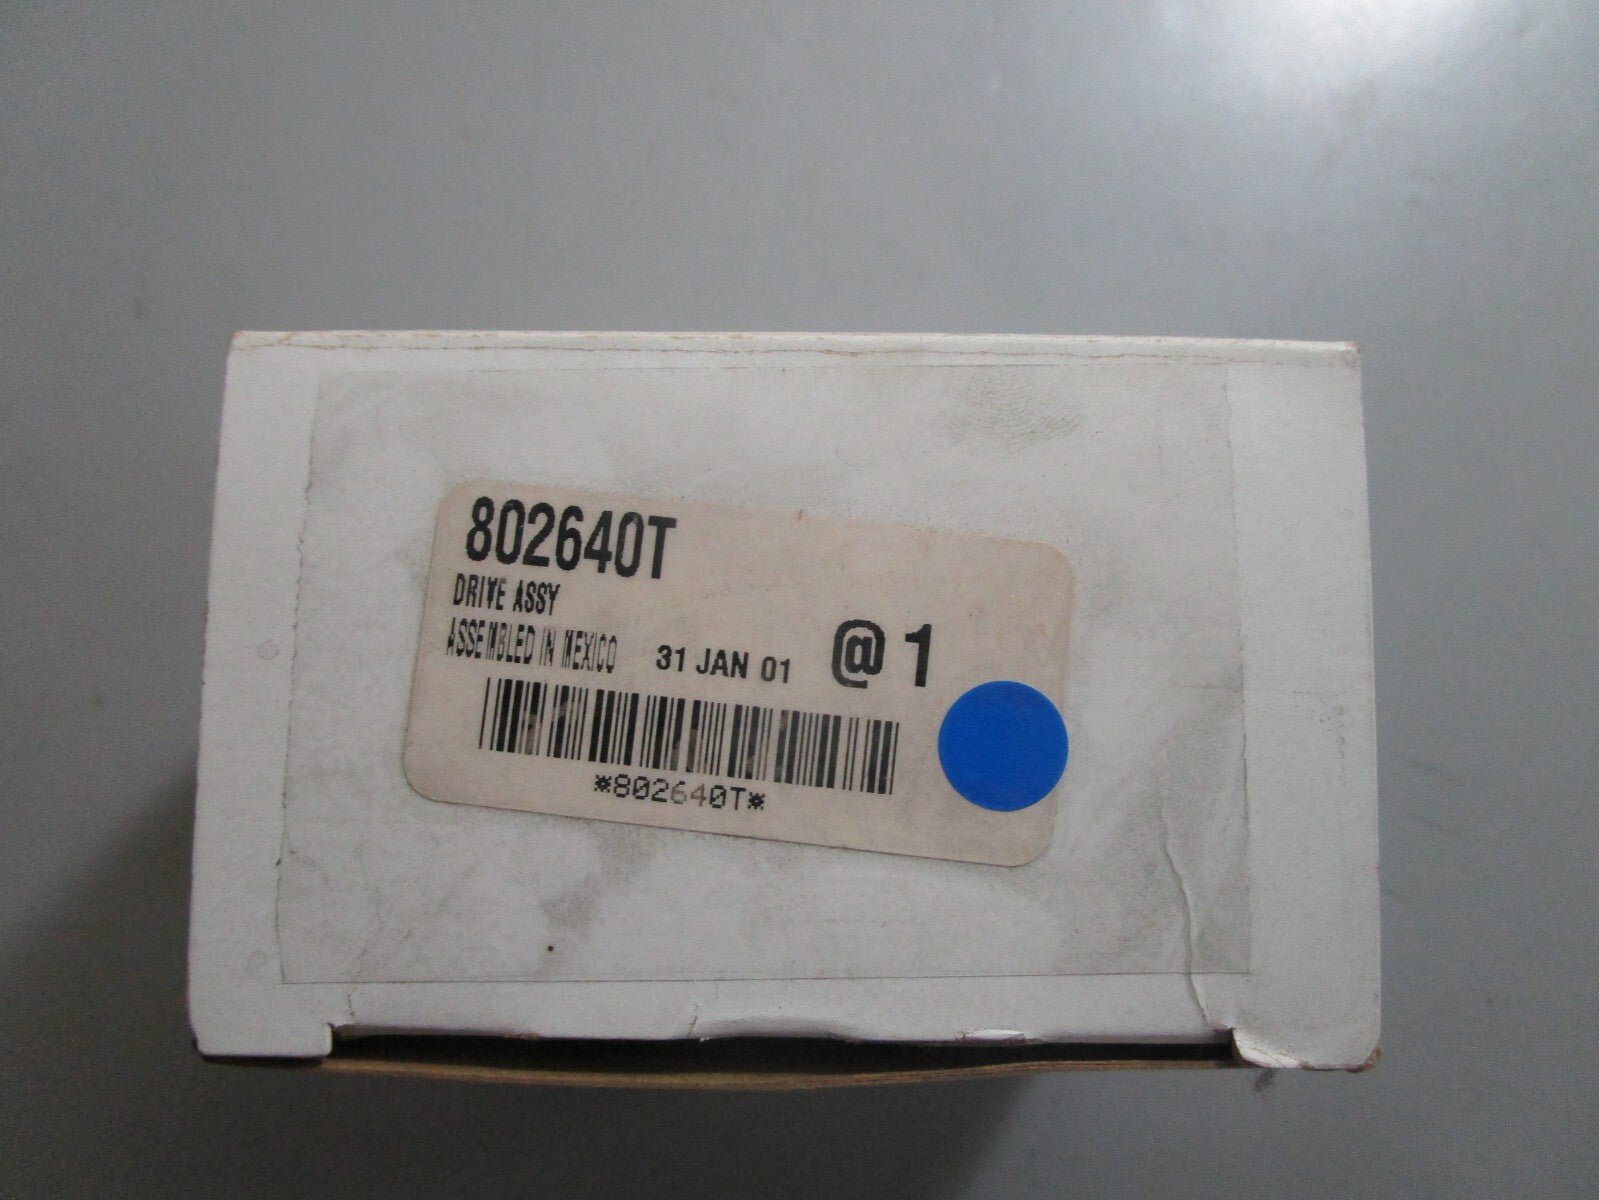 802640T
DRIVE ASSY
ASSEMBLED IN MEXICO 31 JAN 01 @ 1
*802640T*